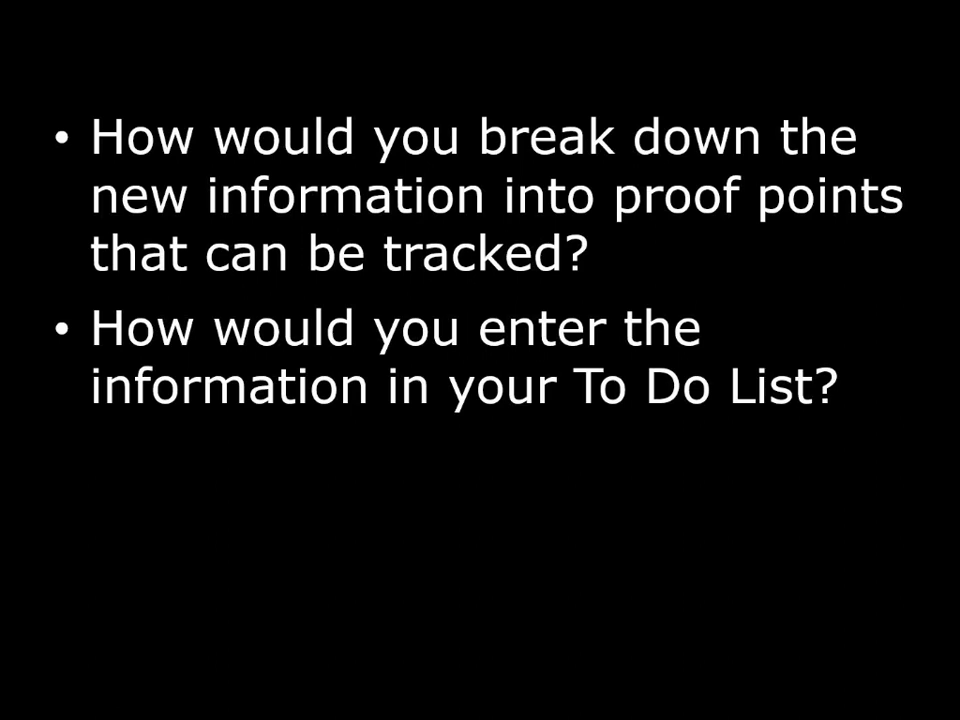 • How would you break down the
new information into proof points
that can be tracked?
• How would you enter the
information in your To Do List?